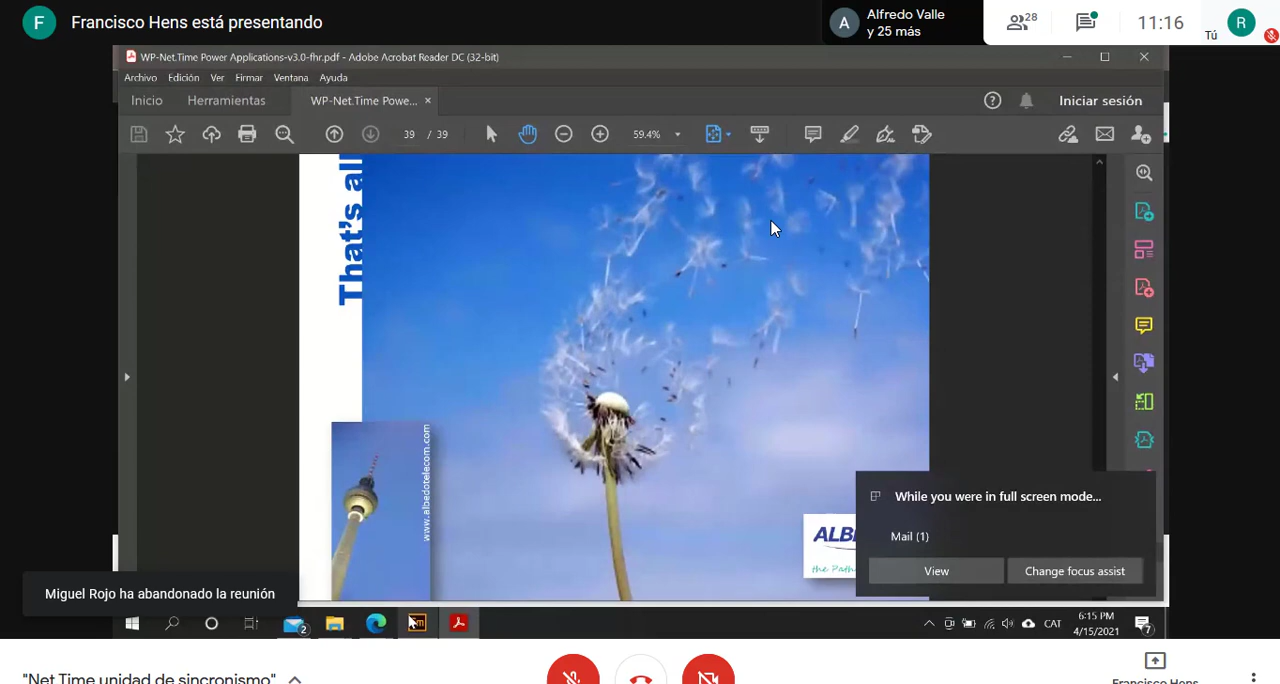 F Francisco Hens está presentando
A Alfredo Valle
y 25 más
28
11:16
Tú
R
WP-Net.Time Power Applications-v3.0-fhr.pdf - Adobe Acrobat Reader DC (32-bit)
Archivo Edición Ver Firmar Ventana Ayuda
Inicio Herramientas WP-Net.Time Powe... × Iniciar sesión
39 / 39 59.4%
That's al
www.albedotelecom.com
ALB
the Path
While you were in full screen mode...
Mail (1)
View Change focus assist
Miguel Rojo ha abandonado la reunión
2
CAT
6:15 PM
4/15/2021
7
"Net Time unidad de sincronismo"
Francisco Hens